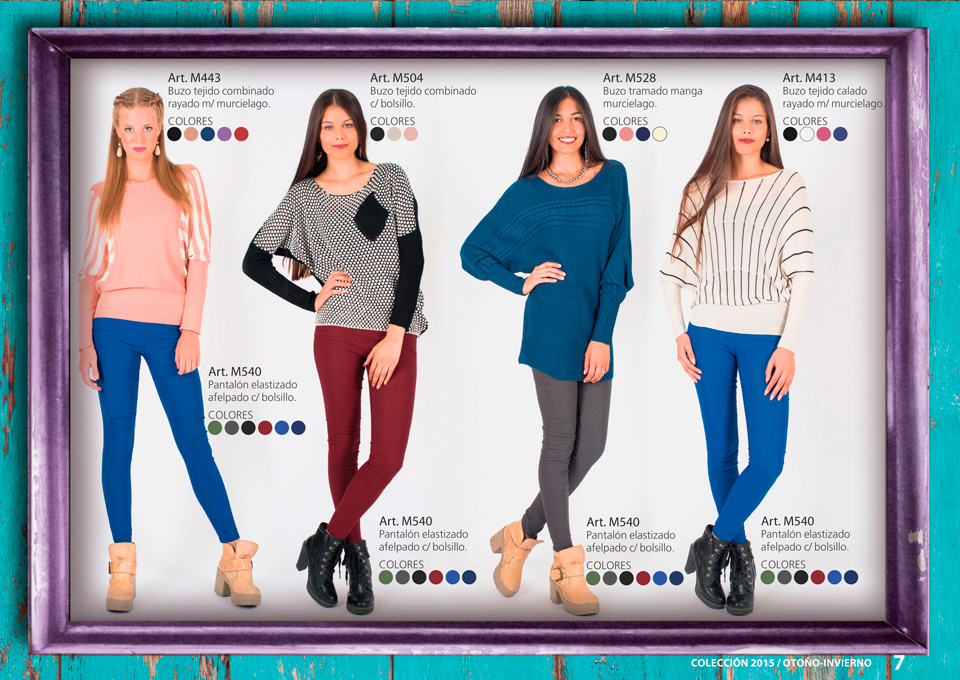 Art. M443
Buzo tejido combinado
rayado m/ murcielago.
COLORES
Art. M504
Buzo tejido combinado
c/ bolsillo.
COLORES
Art. M528
Buzo tramado manga
murcielago.
COLORES
Art. M413
Buzo tejido calado
rayado m/ murcielago.
COLORES
Art. M540
Pantalón elastizado
afelpado c/ bolsillo.
COLORES
Art. M540
Pantalón elastizado
afelpado c/ bolsillo.
COLORES
Art. M540
Pantalón elastizado
afelpado c/ bolsillo.
COLORES
Art. M540
Pantalón elastizado
afelpado c/ bolsillo.
COLORES
COLECCIÓN 2015 / OTOÑO-INVIERNO 7